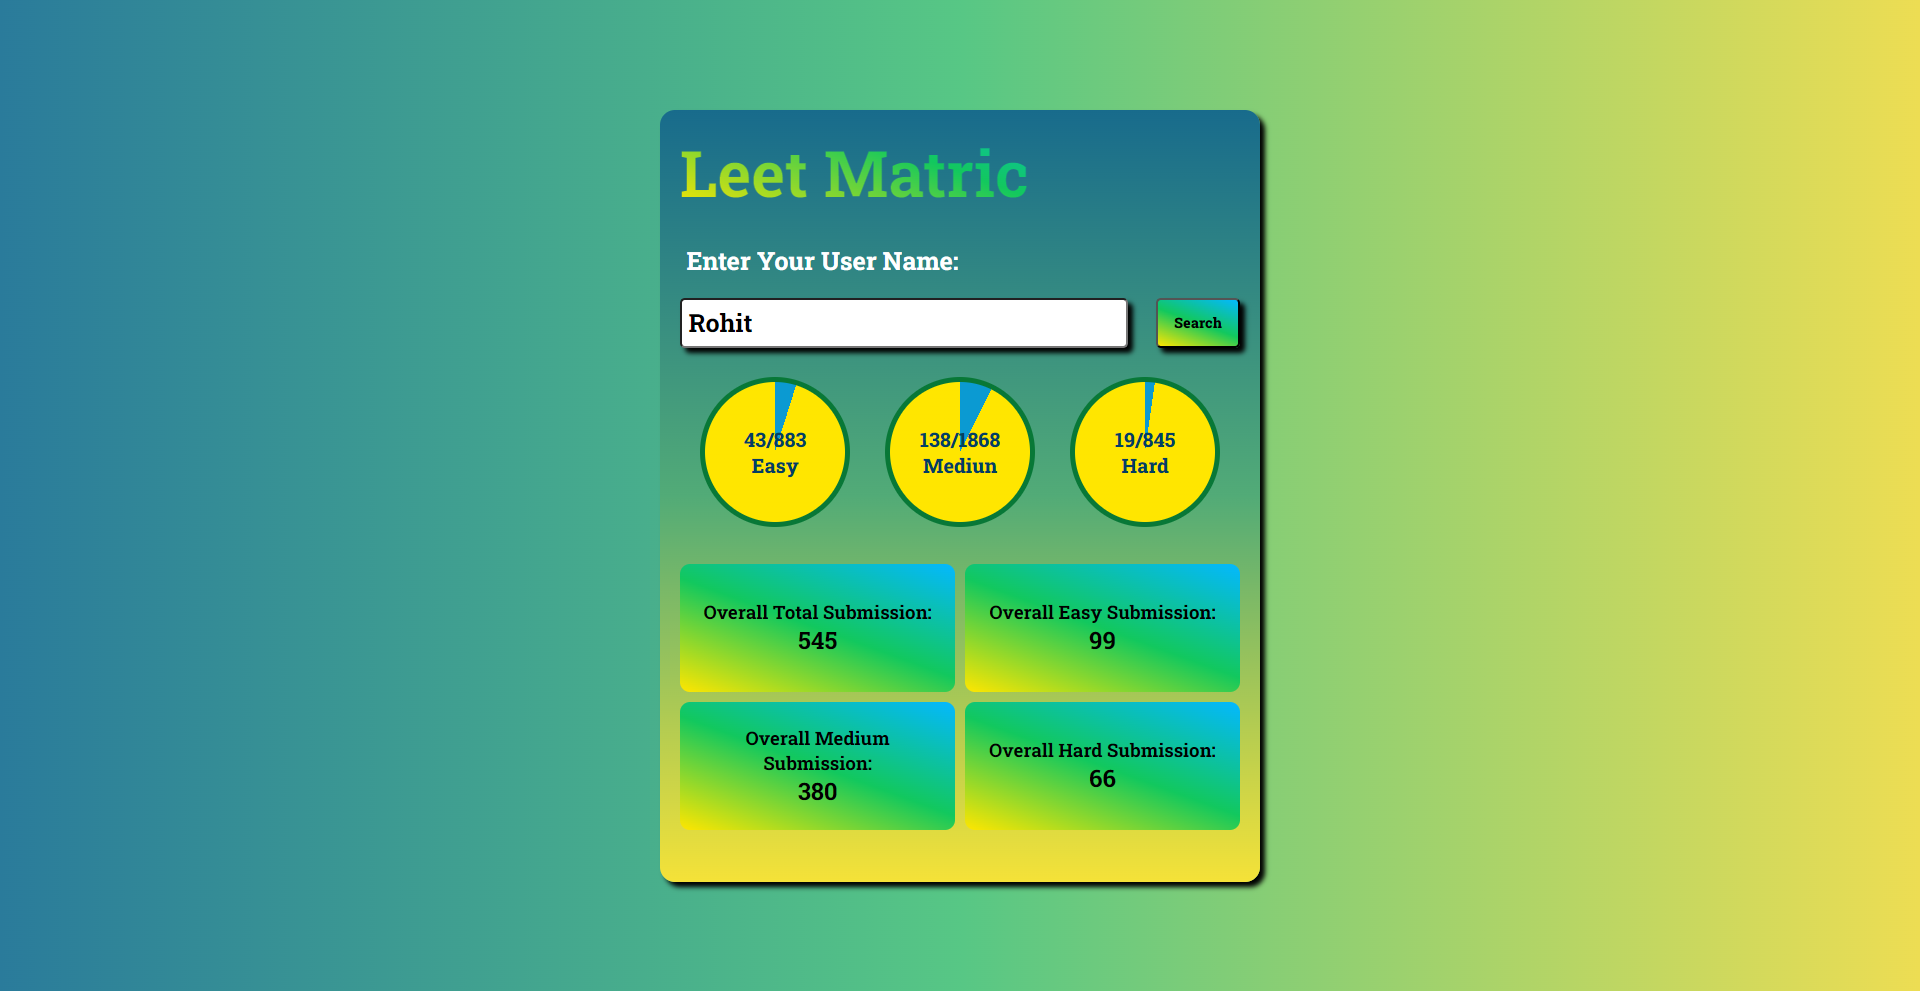 Leet Matric
Enter Your User Name:
Rohit
Search
43/883
Easy
138/1868
Mediun
19/845
Hard
Overall Total Submission:
545
Overall Easy Submission:
99
Overall Medium
Submission:
380
Overall Hard Submission:
66